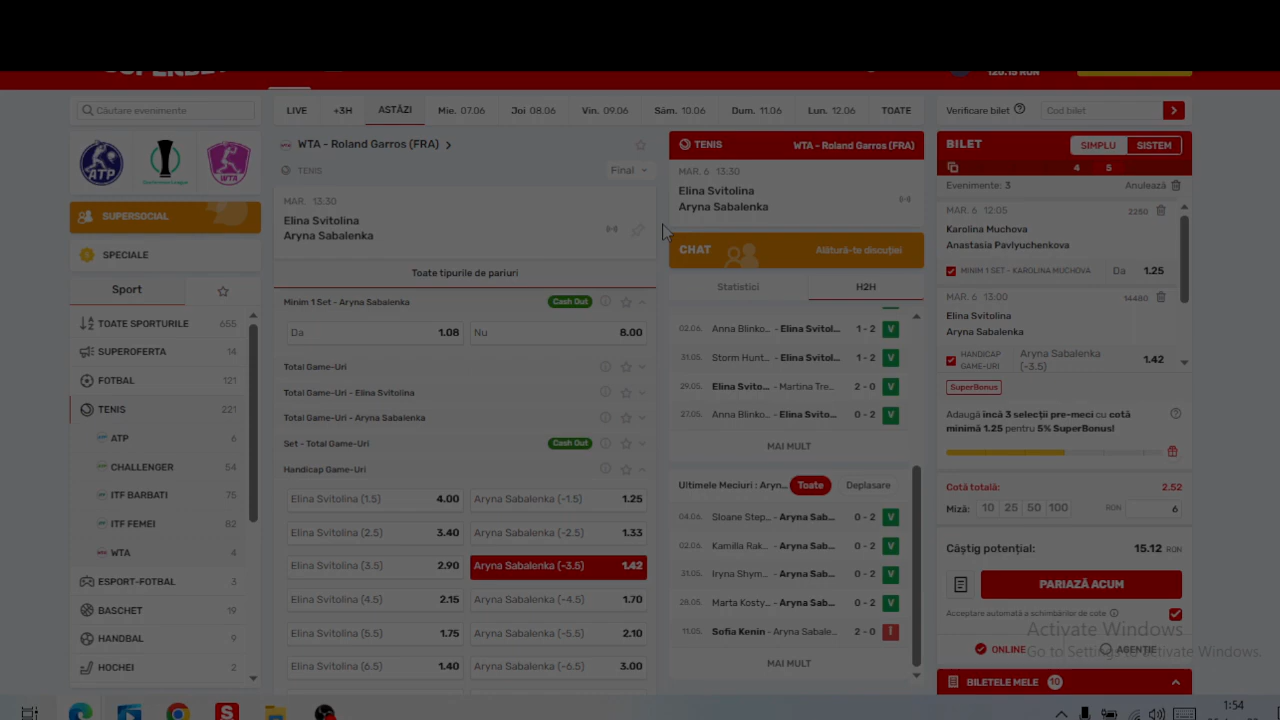 120.15 RUN
Căutare evenimente
LIVE
+3H
ASTĂZI
Mie. 07.06
Joi 08.06
Vin. 09.06
Sâm. 10.06
Dum. 11.06
Lun. 12.06
TOATE
Verificare bilet
Cod bilet
ATP
Conference League
WTA
SUPERSOCIAL
SPECIALE
Sport
TOATE SPORTURILE 655
SUPEROFERTA 14
FOTBAL 121
TENIS 221
ATP 6
CHALLENGER 54
ITF BARBATI 75
ITF FEMEI 82
WTA 4
ESPORT-FOTBAL 3
BASCHET 19
HANDBAL 9
HOCHEI 2
WTA - Roland Garros (FRA)
TENIS
Final
MAR. 13:30
Elina Svitolina
Aryna Sabalenka
Toate tipurile de pariuri
Minim 1 Set - Aryna Sabalenka Cash Out
Da 1.08 Nu 8.00
Total Game-Uri
Total Game-Uri - Elina Svitolina
Total Game-Uri - Aryna Sabalenka
Set - Total Game-Uri Cash Out
Handicap Game-Uri
Elina Svitolina (1.5) 4.00 Aryna Sabalenka (-1.5) 1.25
Elina Svitolina (2.5) 3.40 Aryna Sabalenka (-2.5) 1.33
Elina Svitolina (3.5) 2.90 Aryna Sabalenka (-3.5) 1.42
Elina Svitolina (4.5) 2.15 Aryna Sabalenka (-4.5) 1.70
Elina Svitolina (5.5) 1.75 Aryna Sabalenka (-5.5) 2.10
Elina Svitolina (6.5) 1.40 Aryna Sabalenka (-6.5) 3.00
TENIS WTA - Roland Garros (FRA)
MAR. 6 13:30
Elina Svitolina
Aryna Sabalenka
CHAT Alătură-te discuției
Statistici H2H
02.06. Anna Blinko... - Elina Svitol... 1 - 2 V
31.05. Storm Hunt... - Elina Svitol... 1 - 2 V
29.05. Elina Svito... - Martina Tre... 2 - 0 V
27.05. Anna Blinko... - Elina Svito... 0 - 2 V
MAI MULT
Ultimele Meciuri : Aryn... Toate Deplasare
04.06. Sloane Step... - Aryna Sab... 0 - 2 V
02.06. Kamilla Rak... - Aryna Sab... 0 - 2 V
31.05. Iryna Shym... - Aryna Sab... 0 - 2 V
28.05. Marta Kosty... - Aryna Sab... 0 - 2 V
11.05. Sofia Kenin - Aryna Sabale... 2 - 0 Î
MAI MULT
BILET SIMPLU SISTEM
4 5
Evenimente: 3 Anulează
MAR. 6 12:05 2250
Karolina Muchova
Anastasia Pavlyuchenkova
MINIM 1 SET - KAROLINA MUCHOVA Da 1.25
MAR. 6 13:00 14480
Elina Svitolina
Aryna Sabalenka
HANDICAP GAME-URI Aryna Sabalenka (-3.5) 1.42
SuperBonus
Adaugă încă 3 selecții pre-meci cu cotă
minimă 1.25 pentru 5% SuperBonus!
Cotă totală: 2.52
Miză: 10 25 50 100 RON 6
Câștig potențial: 15.12 RON
PARIAZĂ ACUM
Acceptare automată a schimbărilor de cote
ONLINE AGENȚIE
BILETELE MELE 10
Activate Windows
Go to Settings to activate Windows.
1:54